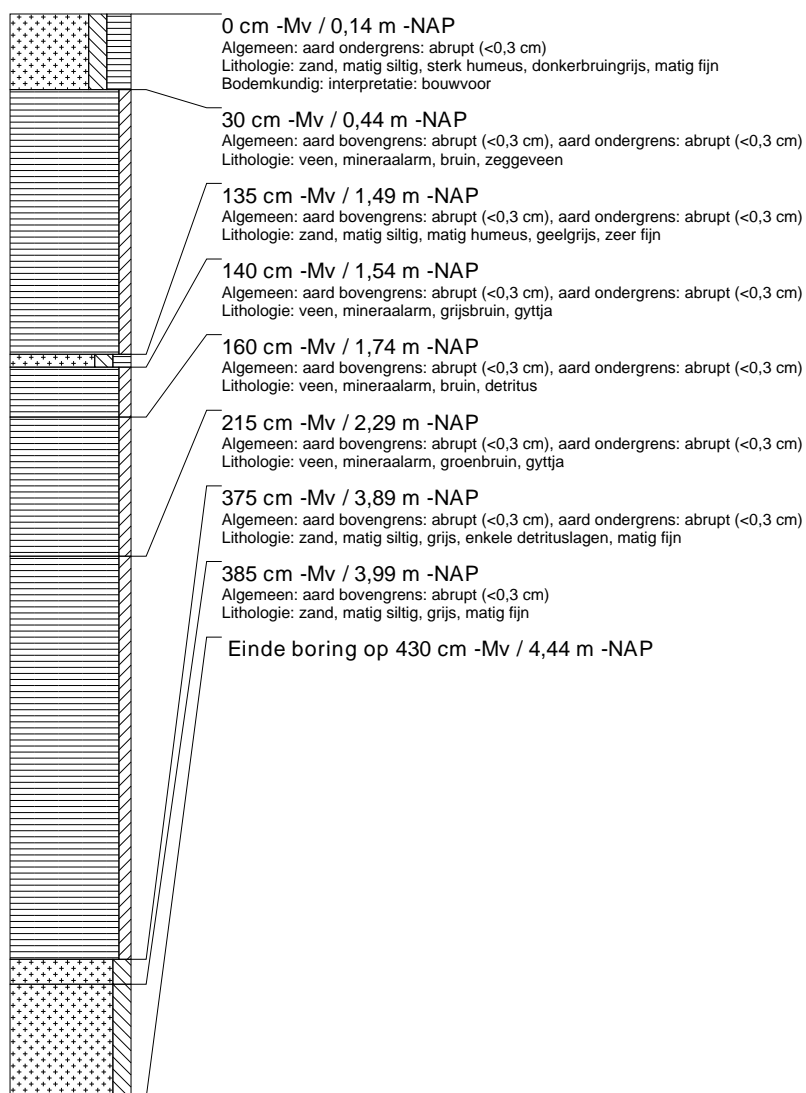 0 cm -Mv / 0,14 m -NAP
Algemeen: aard ondergrens: abrupt (<0,3 cm)
Lithologie: zand, matig siltig, sterk humeus, donkerbruingrijs, matig fijn
Bodemkundig: interpretatie: bouwvoor
30 cm -Mv / 0,44 m -NAP
Algemeen: aard bovengrens: abrupt (<0,3 cm), aard ondergrens: abrupt (<0,3 cm)
Lithologie: veen, mineraalarm, bruin, zeggeveen
135 cm -Mv / 1,49 m -NAP
Algemeen: aard bovengrens: abrupt (<0,3 cm), aard ondergrens: abrupt (<0,3 cm)
Lithologie: zand, matig siltig, matig humeus, geelgrijs, zeer fijn
140 cm -Mv / 1,54 m -NAP
Algemeen: aard bovengrens: abrupt (<0,3 cm), aard ondergrens: abrupt (<0,3 cm)
Lithologie: veen, mineraalarm, grijsbruin, gyttja
160 cm -Mv / 1,74 m -NAP
Algemeen: aard bovengrens: abrupt (<0,3 cm), aard ondergrens: abrupt (<0,3 cm)
Lithologie: veen, mineraalarm, bruin, detritus
215 cm -Mv / 2,29 m -NAP
Algemeen: aard bovengrens: abrupt (<0,3 cm), aard ondergrens: abrupt (<0,3 cm)
Lithologie: veen, mineraalarm, groenbruin, gyttja
375 cm -Mv / 3,89 m -NAP
Algemeen: aard bovengrens: abrupt (<0,3 cm), aard ondergrens: abrupt (<0,3 cm)
Lithologie: zand, matig siltig, grijs, enkele detrituslagen, matig fijn
385 cm -Mv / 3,99 m -NAP
Algemeen: aard bovengrens: abrupt (<0,3 cm)
Lithologie: zand, matig siltig, grijs, matig fijn
Einde boring op 430 cm -Mv / 4,44 m -NAP